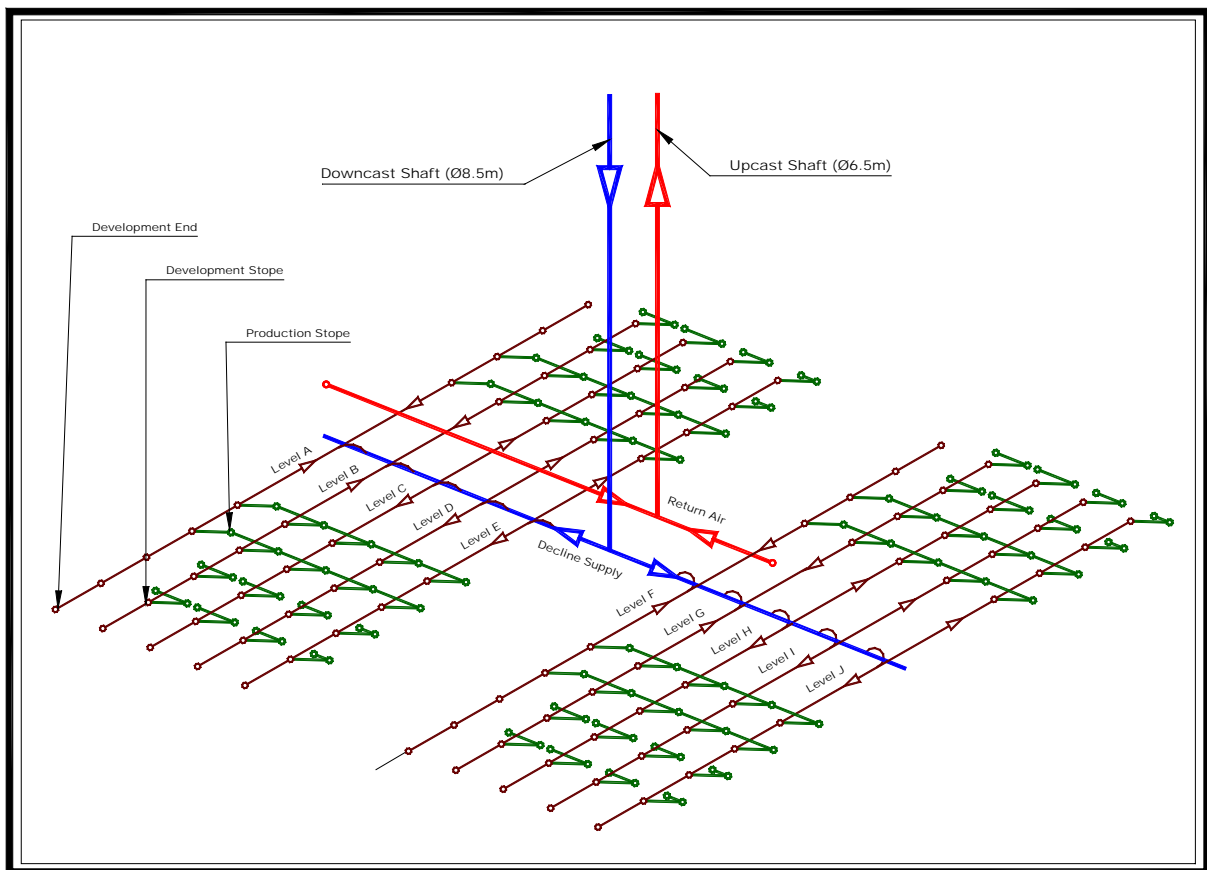 Downcast Shaft (Ø8.5m)
Upcast Shaft (Ø6.5m)
Development End
Development Stope
Production Stope
Level A
Level B
Level C
Level D
Level E
Return Air
Decline Supply
Level F
Level G
Level H
Level I
Level J